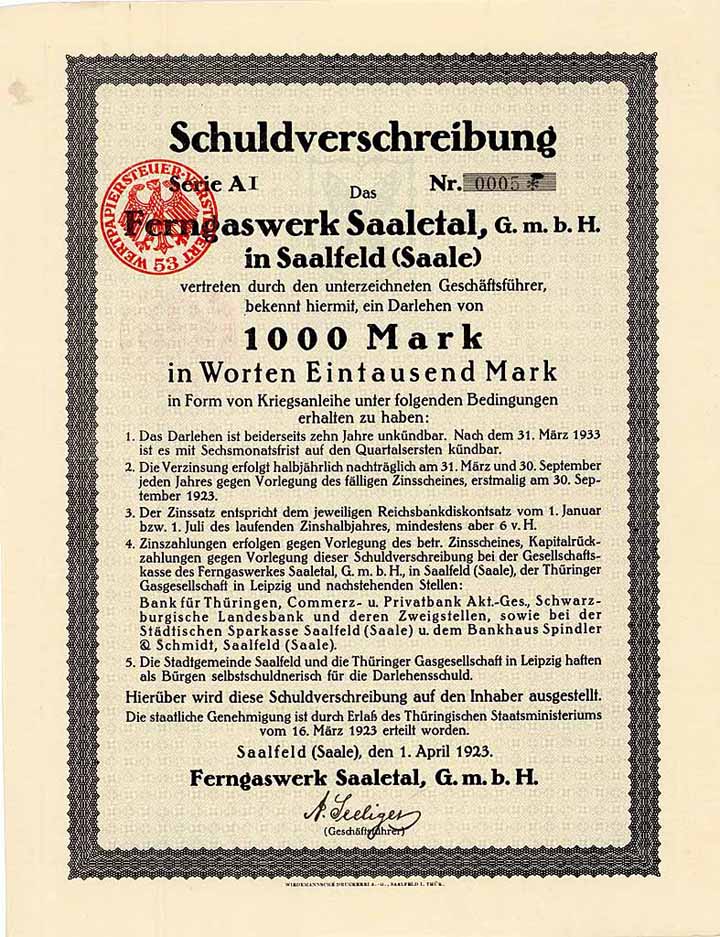 Schuldverschreibung
Serie A I
Nr. 0005 *
Das
Ferngaswerk Saaletal, G. m. b. H.
in Saalfeld (Saale)
WERTPAPIERSTEUER VERSTEUERT 53
vertreten durch den unterzeichneten Geschäftsführer,
bekennt hiermit, ein Darlehen von
1000 Mark
in Worten Eintausend Mark
in Form von Kriegsanleihe unter folgenden Bedingungen
erhalten zu haben:
1. Das Darlehen ist beiderseits zehn Jahre unkündbar. Nach dem 31. März 1933
ist es mit Sechsmonatsfrist auf den Quartalsersten kündbar.
2. Die Verzinsung erfolgt halbjährlich nachträglich am 31. März und 30. September
jeden Jahres gegen Vorlegung des fälligen Zinsscheines, erstmalig am 30. Sep-
tember 1923.
3. Der Zinssatz entspricht dem jeweiligen Reichsbankdiskontsatz vom 1. Januar
bzw. 1. Juli des laufenden Zinshalbjahres, mindestens aber 6 v. H.
4. Zinszahlungen erfolgen gegen Vorlegung des betr. Zinsscheines, Kapitalrück-
zahlungen gegen Vorlegung dieser Schuldverschreibung bei der Gesellschafts-
kasse des Ferngaswerkes Saaletal, G. m. b. H., in Saalfeld (Saale), der Thüringer
Gasgesellschaft in Leipzig und nachstehenden Stellen:
Bank für Thüringen, Commerz- u. Privatbank Akt.-Ges., Schwarz-
burgische Landesbank und deren Zweigstellen, sowie bei der
Städtischen Sparkasse Saalfeld (Saale) u. dem Bankhaus Spindler
& Schmidt, Saalfeld (Saale).
5. Die Stadtgemeinde Saalfeld und die Thüringer Gasgesellschaft in Leipzig haften
als Bürgen selbstschuldnerisch für die Darlehensschuld.
Hierüber wird diese Schuldverschreibung auf den Inhaber ausgestellt.
Die staatliche Genehmigung ist durch Erlaß des Thüringischen Staatsministeriums
vom 16. März 1923 erteilt worden.
Saalfeld (Saale), den 1. April 1923.
Ferngaswerk Saaletal, G. m. b. H.
A. Seeliger
(Geschäftsführer)
WIEDEMANNSCHE DRUCKEREI A.-G., SAALFELD I. THÜR.